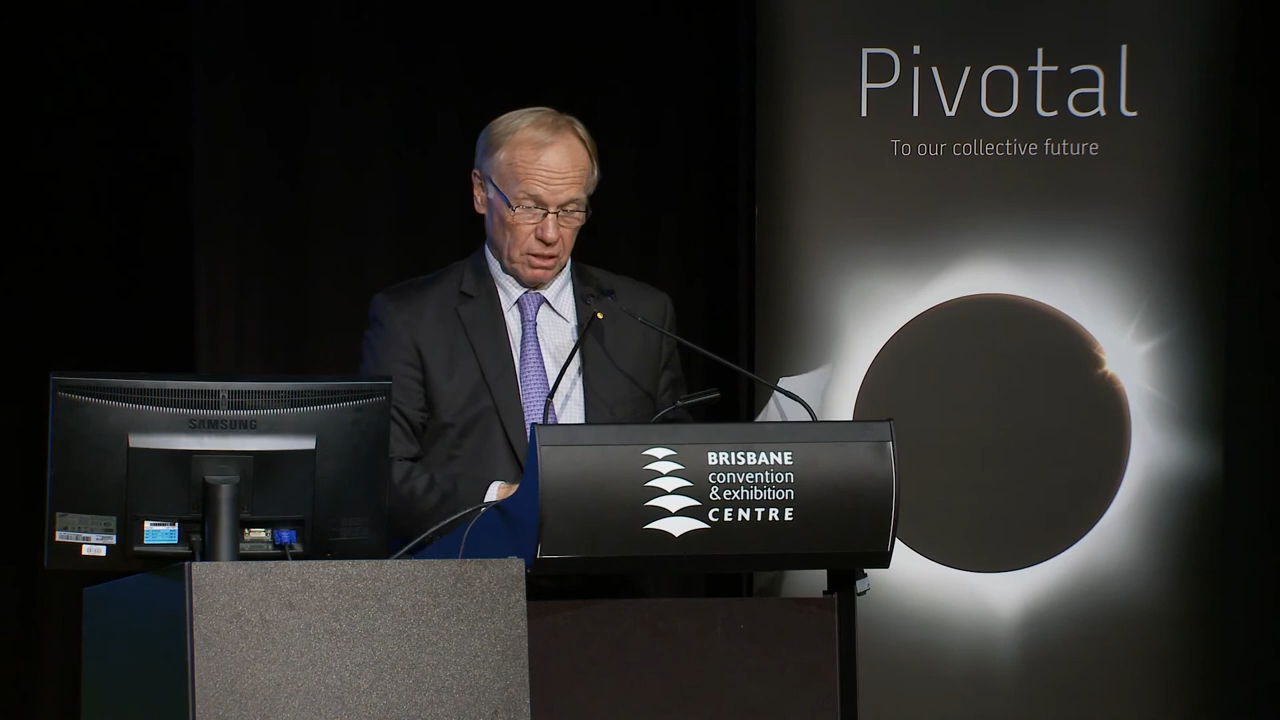 Pivotal
To our collective future
SAMSUNG
BRISBANE
convention
& exhibition
CENTRE